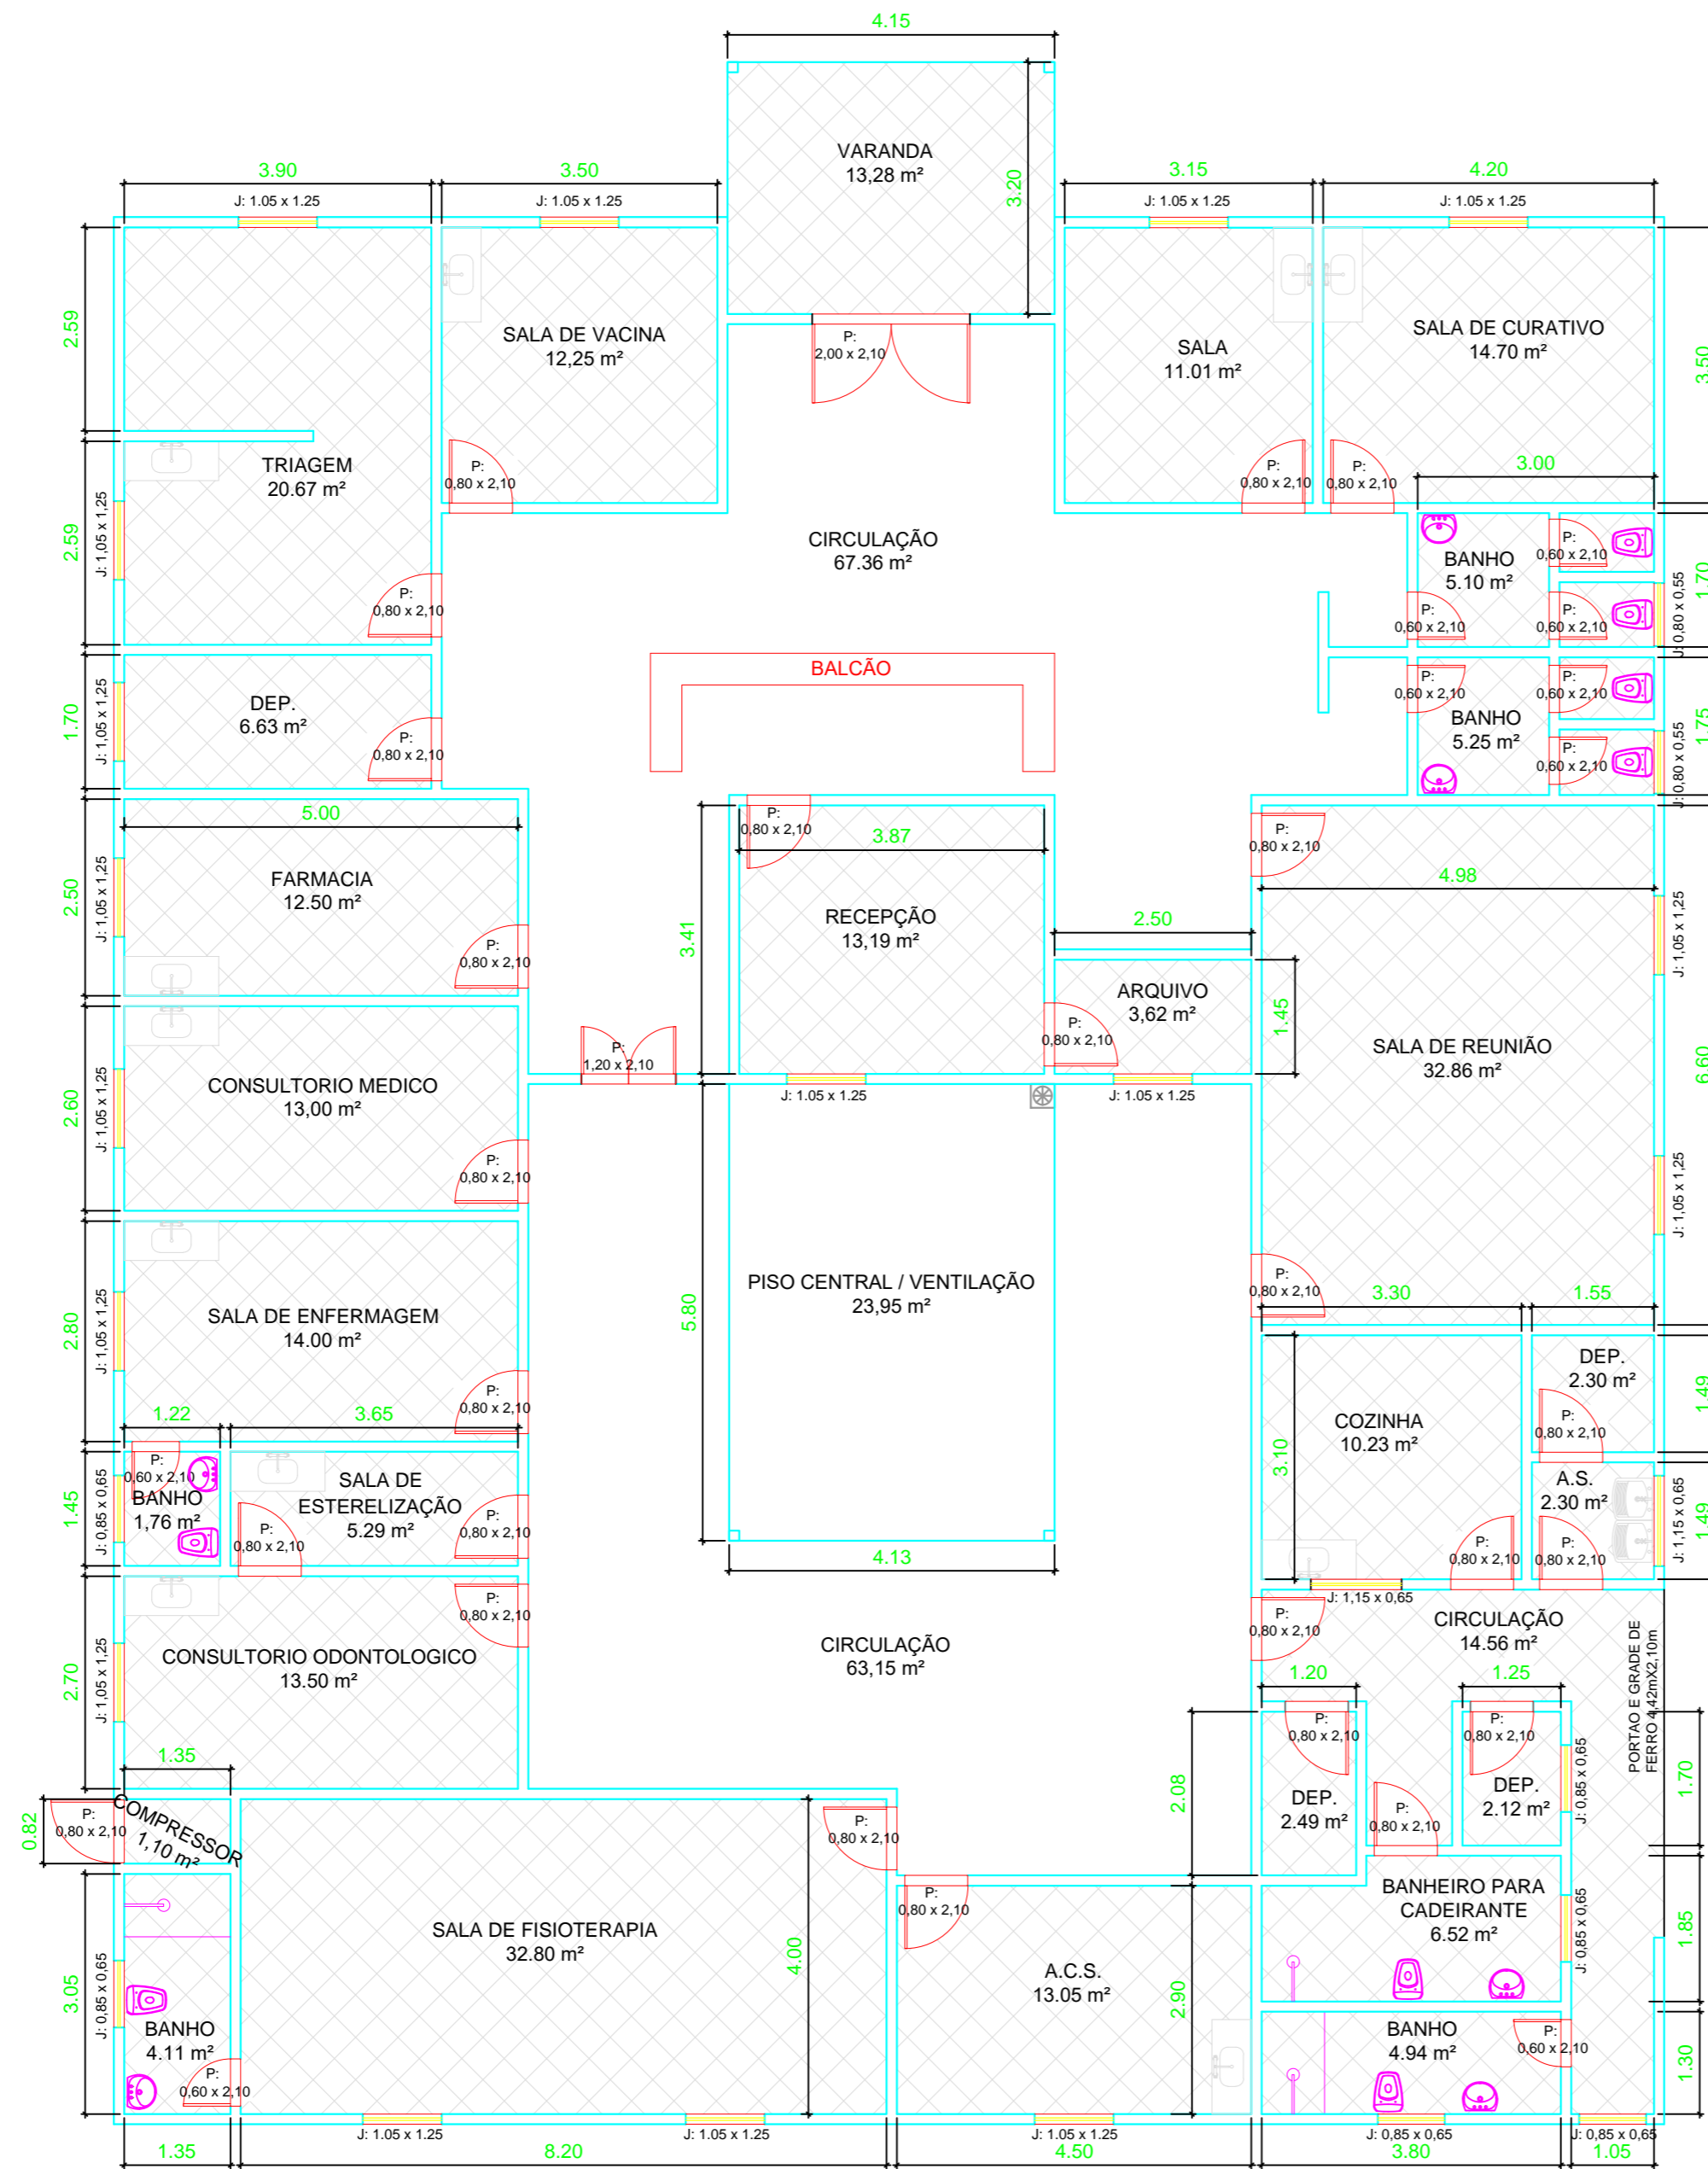 4.15
VARANDA
13,28 m²
3.20
3.90
J: 1.05 x 1.25
3.50
J: 1.05 x 1.25
3.15
J: 1.05 x 1.25
4.20
J: 1.05 x 1.25
2.59
SALA DE VACINA
12,25 m²
P:
2,00 x 2,10
SALA
11.01 m²
SALA DE CURATIVO
14.70 m²
3.50
TRIAGEM
20.67 m²
P:
0,80 x 2,10
P:
0,80 x 2,10
P:
0,80 x 2,10
3.00
2.59
J: 1,05 x 1,25
P:
0,80 x 2,10
CIRCULAÇÃO
67.36 m²
BANHO
5.10 m²
P:
0,60 x 2,10
P:
0,60 x 2,10
P:
0,60 x 2,10
J: 0,80 x 0,55
1.70
1.70
J: 1,05 x 1,25
DEP.
6.63 m²
P:
0,80 x 2,10
BALCÃO
P:
0,60 x 2,10
P:
0,60 x 2,10
BANHO
5.25 m²
P:
0,60 x 2,10
J: 0,80 x 0,55
1.75
5.00
2.50
J: 1,05 x 1,25
FARMACIA
12.50 m²
P:
0,80 x 2,10
P:
0,80 x 2,10
3.87
3.41
RECEPÇÃO
13,19 m²
2.50
ARQUIVO
3,62 m²
P:
0,80 x 2,10
1.45
P:
0,80 x 2,10
4.98
J: 1,05 x 1,25
SALA DE REUNIÃO
32.86 m²
6.60
J: 1,05 x 1,25
P:
0,80 x 2,10
2.60
J: 1,05 x 1,25
CONSULTORIO MEDICO
13,00 m²
P:
0,80 x 2,10
P:
1,20 x 2,10
J: 1.05 x 1.25
J: 1.05 x 1.25
5.80
PISO CENTRAL / VENTILAÇÃO
23,95 m²
4.13
2.80
J: 1,05 x 1,25
SALA DE ENFERMAGEM
14.00 m²
P:
0,80 x 2,10
3.30
1.55
3.10
COZINHA
10.23 m²
P:
0,80 x 2,10
J: 1,15 x 0,65
DEP.
2.30 m²
P:
0,80 x 2,10
1.49
A.S.
2.30 m²
P:
0,80 x 2,10
J: 1,15 x 0,65
1.49
1.22
3.65
1.45
J: 0,85 x 0,65
P:
0,60 x 2,10
BANHO
1,76 m²
SALA DE
ESTERELIZAÇÃO
5.29 m²
P:
0,80 x 2,10
P:
0,80 x 2,10
2.70
J: 1,05 x 1,25
CONSULTORIO ODONTOLOGICO
13.50 m²
P:
0,80 x 2,10
CIRCULAÇÃO
63,15 m²
P:
0,80 x 2,10
CIRCULAÇÃO
14.56 m²
PORTAO E GRADE DE
FERRO 4,42mX2,10m
1.20
1.25
P:
0,80 x 2,10
P:
0,80 x 2,10
J: 0,85 x 0,65
1.70
2.08
DEP.
2.49 m²
P:
0,80 x 2,10
DEP.
2.12 m²
1.35
0.82
P:
0,80 x 2,10
COMPRESSOR
1,10 m²
P:
0,80 x 2,10
P:
0,80 x 2,10
BANHEIRO PARA
CADEIRANTE
6.52 m²
J: 0,85 x 0,65
1.85
3.05
J: 0,85 x 0,65
BANHO
4.11 m²
P:
0,60 x 2,10
SALA DE FISIOTERAPIA
32.80 m²
4.00
A.C.S.
13.05 m²
2.90
BANHO
4.94 m²
P:
0,60 x 2,10
1.30
J: 1.05 x 1.25
J: 1.05 x 1.25
J: 1.05 x 1.25
J: 0,85 x 0,65
J: 0,85 x 0,65
1.35
8.20
4.50
3.80
1.05